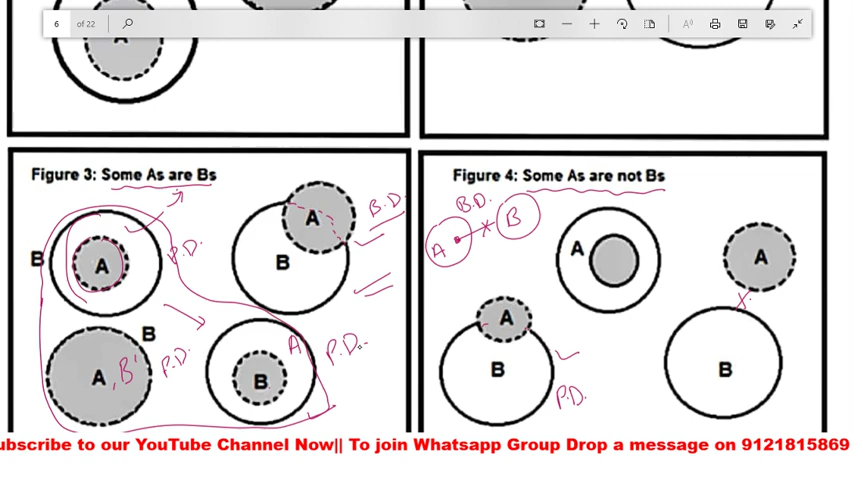 6 of 22
A
Figure 3: Some As are Bs
B
A
P.D.
A
B
B.D.
B
A, B'
P.D.
A
B
P.D.
Figure 4: Some As are not Bs
B.D.
A
B
A
A
A
B
P.D.
B
ubscribe to our YouTube Channel Now|| To join Whatsapp Group Drop a message on 9121815869